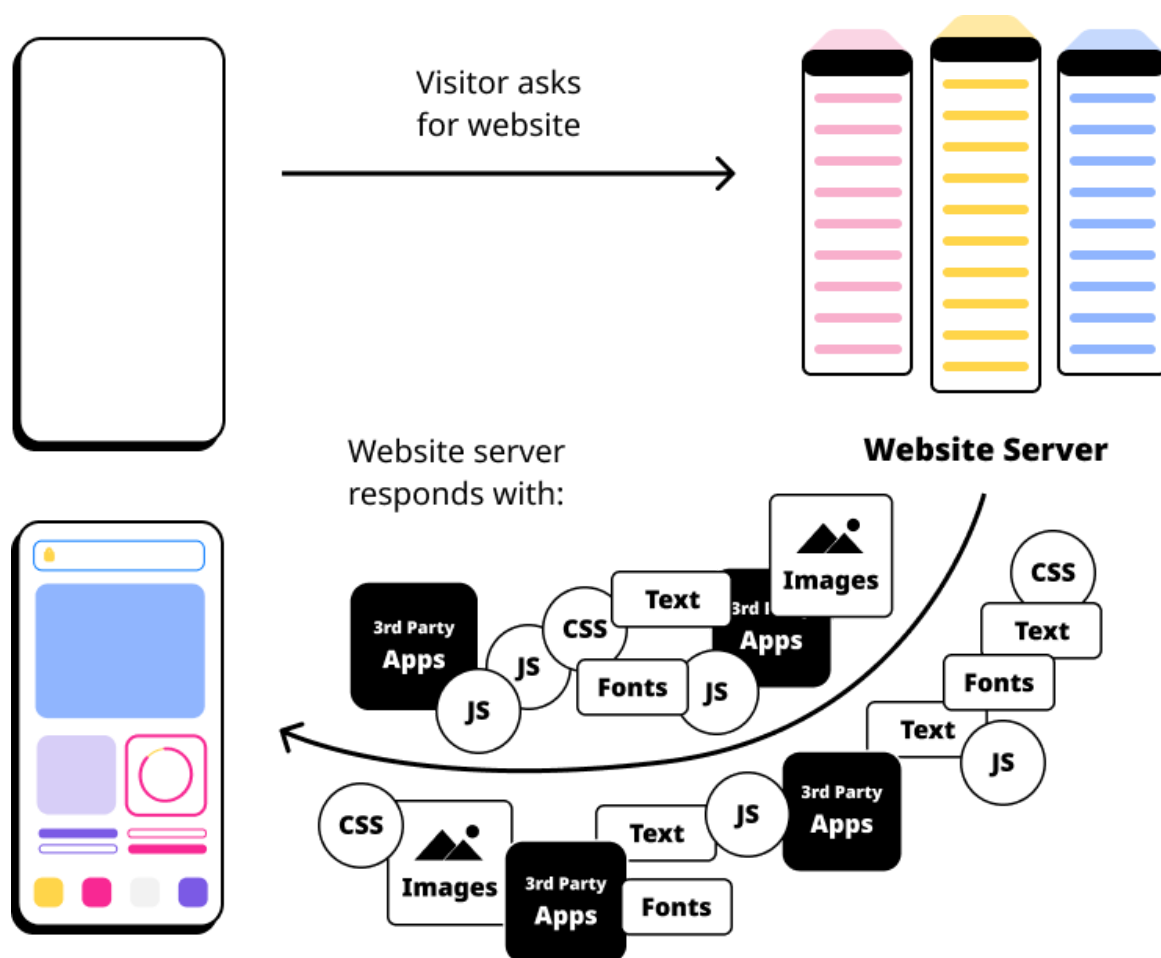 Visitor asks
for website
Website server
responds with:
Website Server
Images
CSS
Text
3rd
Apps
CSS
Text
3rd Party
Apps
JS
Fonts
JS
JS
Fonts
Text
JS
CSS
Images
3rd Party
Apps
Text
Fonts
JS
3rd Party
Apps